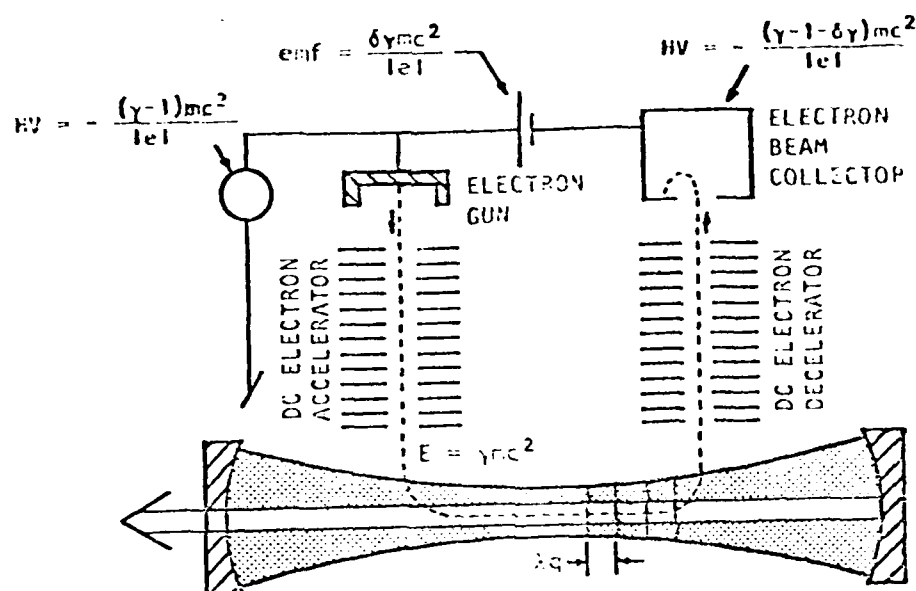 emf = δγmc²/|e|
HV = - (γ-1-δγ)mc²/|e|
HV = - (γ-1)mc²/|e|
ELECTRON
BEAM
COLLECTOR
ELECTRON
GUN
DC ELECTRON
ACCELERATOR
DC ELECTRON
DECELERATOR
E = γmc²
λq